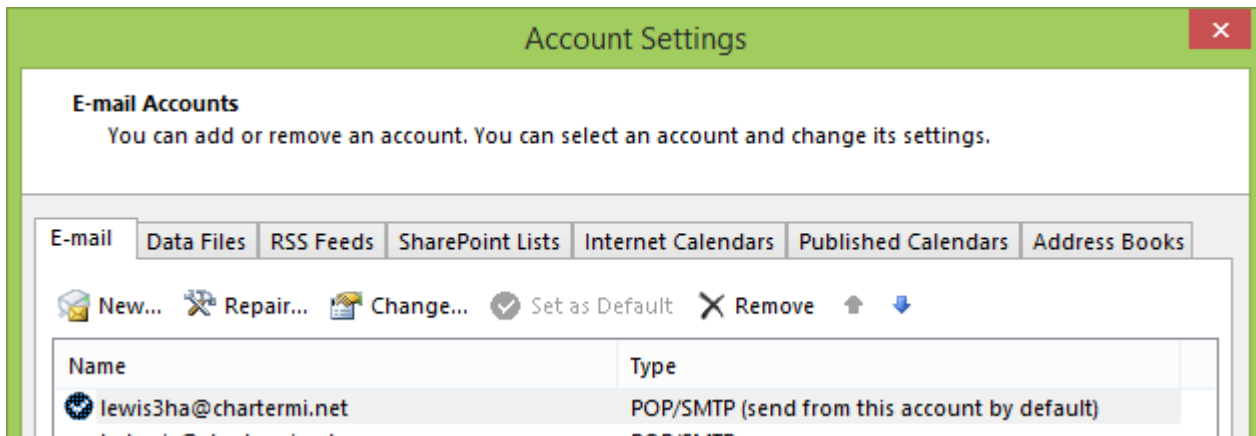 Account Settings
E-mail Accounts
You can add or remove an account. You can select an account and change its settings.
E-mail Data Files RSS Feeds SharePoint Lists Internet Calendars Published Calendars Address Books
New... Repair... Change... Set as Default Remove
Name Type
lewis3ha@chartermi.net POP/SMTP (send from this account by default)